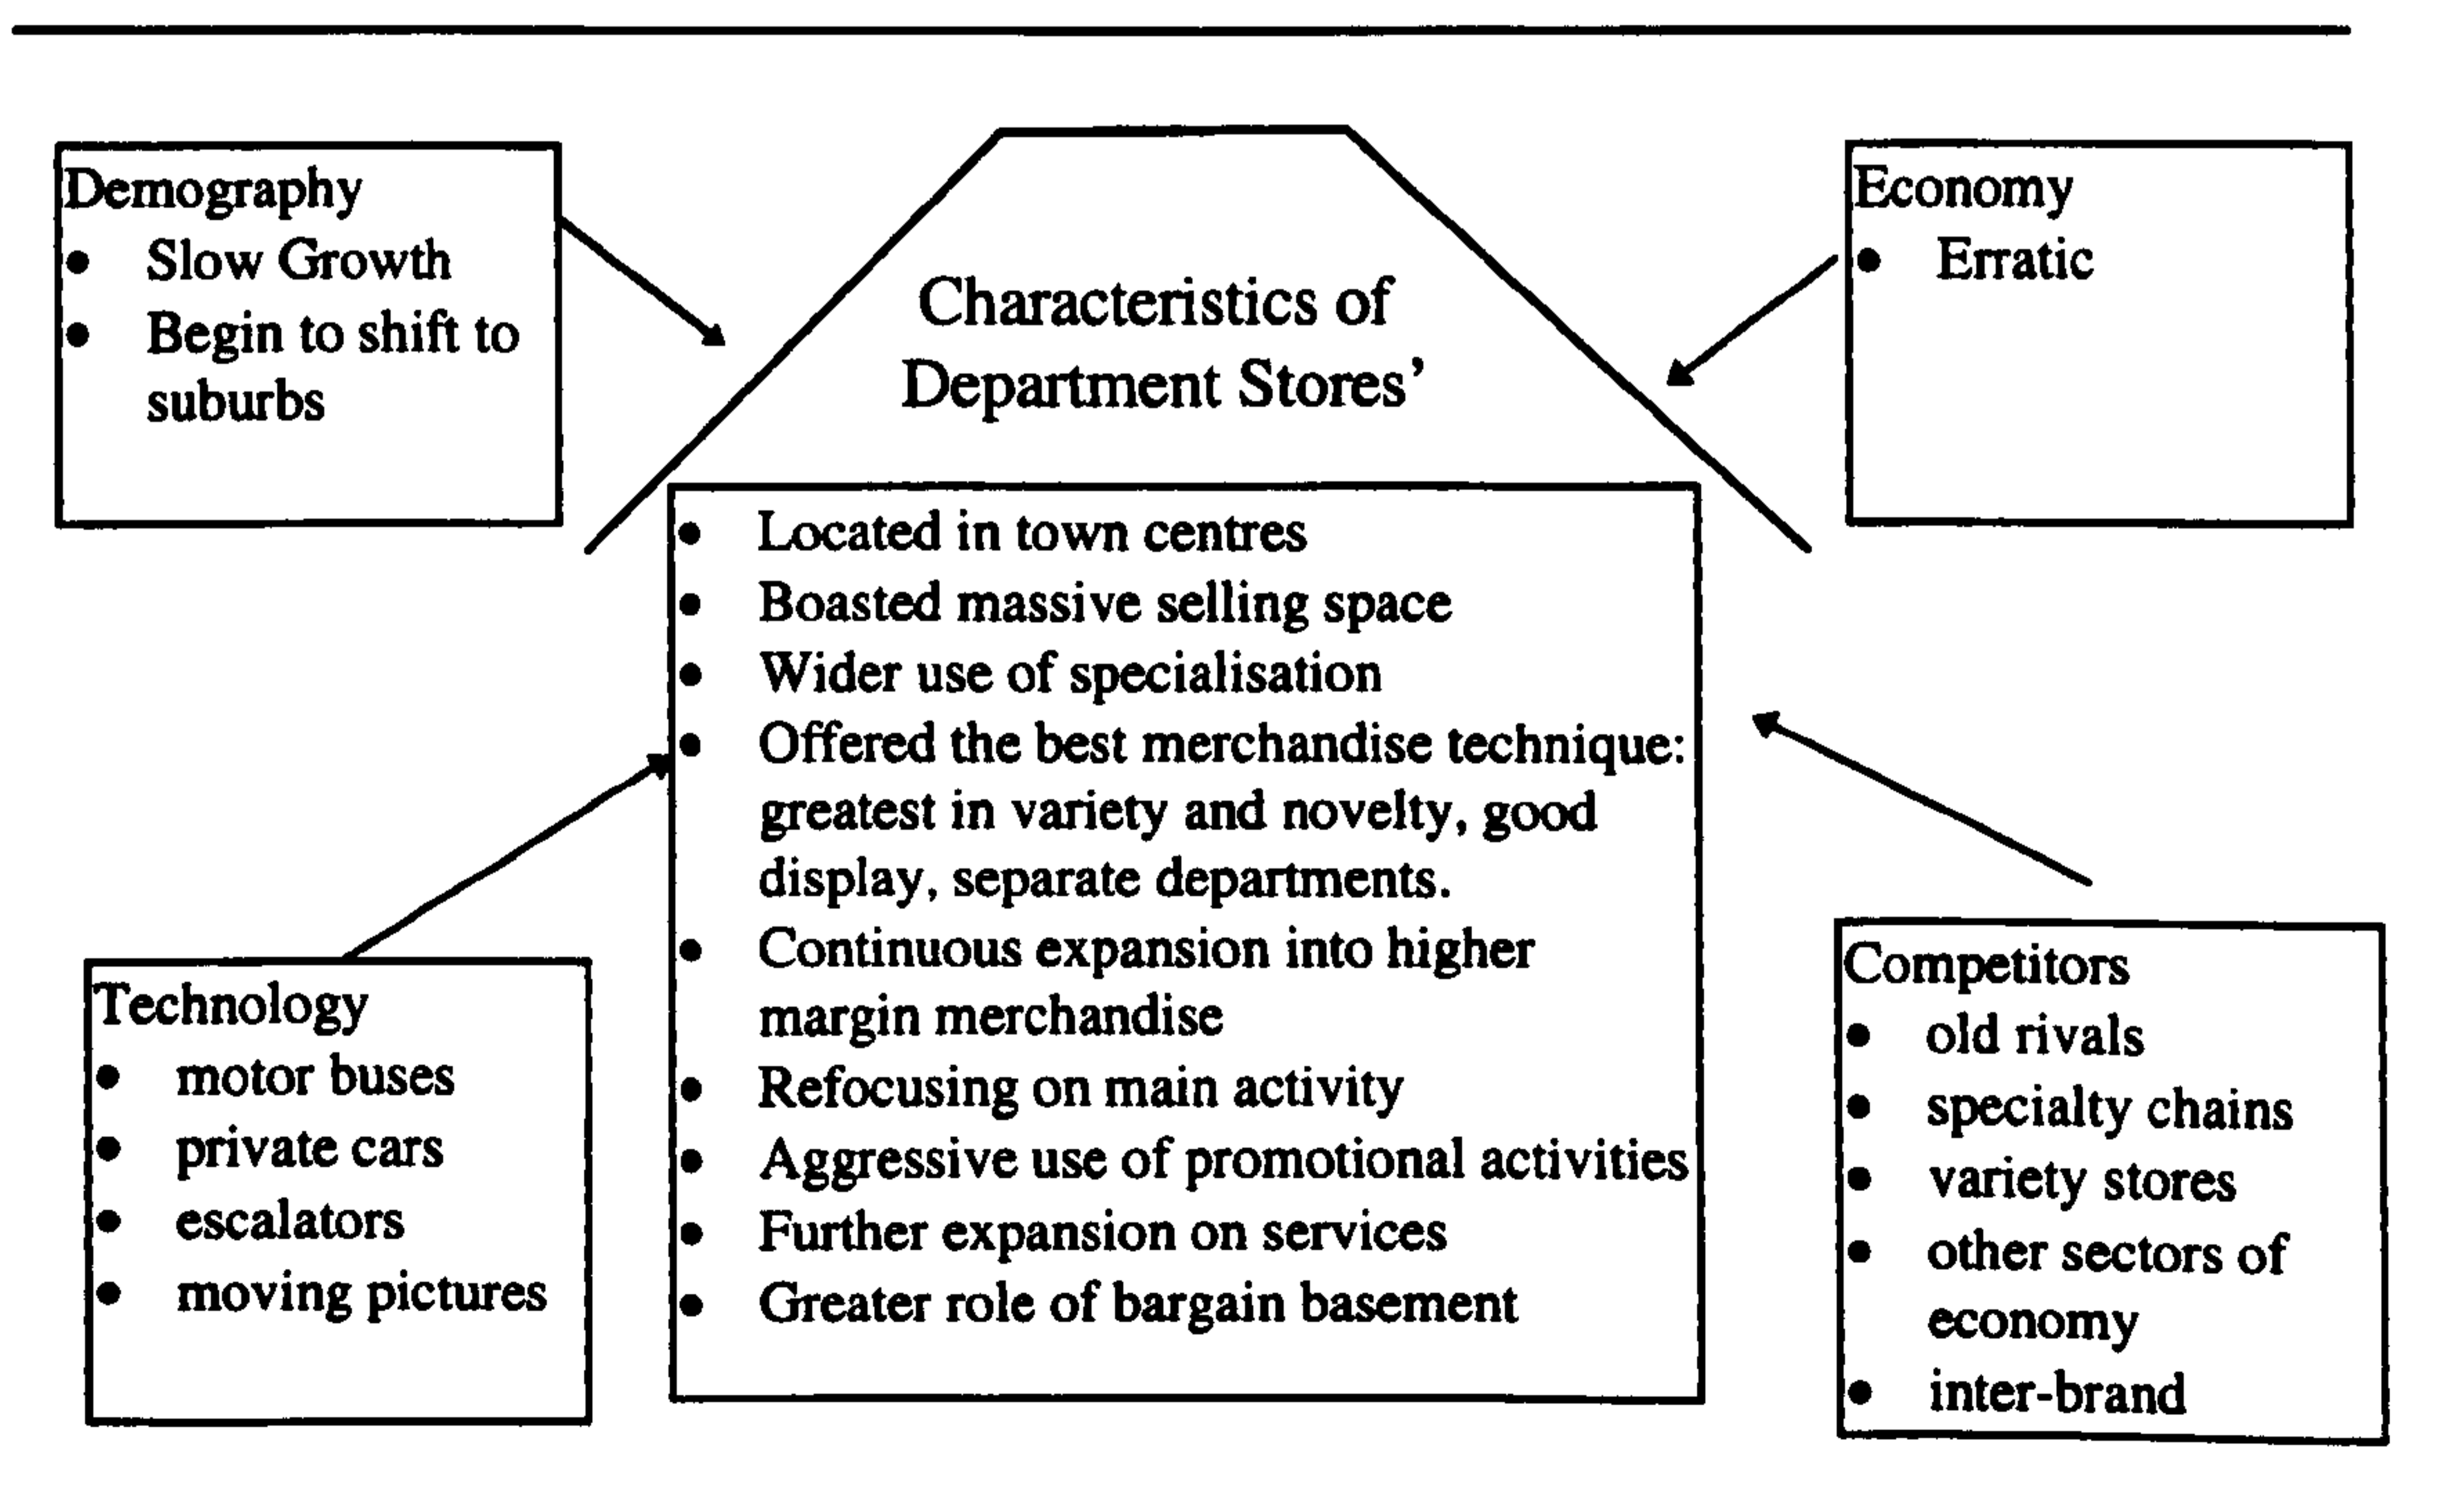 Demography
• Slow Growth
• Begin to shift to
suburbs
Characteristics of
Department Stores’
Economy
• Erratic
• Located in town centres
• Boasted massive selling space
• Wider use of specialisation
• Offered the best merchandise technique:
greatest in variety and novelty, good
display, separate departments.
• Continuous expansion into higher
margin merchandise
• Refocusing on main activity
• Aggressive use of promotional activities
• Further expansion on services
• Greater role of bargain basement
Technology
• motor buses
• private cars
• escalators
• moving pictures
Competitors
• old rivals
• specialty chains
• variety stores
• other sectors of
economy
• inter-brand